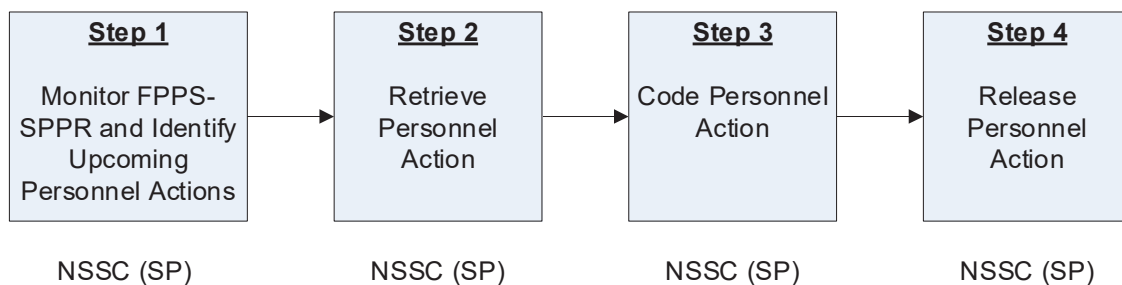 Step 1
Monitor FPPS-
SPPR and Identify
Upcoming
Personnel Actions
NSSC (SP)
Step 2
Retrieve
Personnel
Action
NSSC (SP)
Step 3
Code Personnel
Action
NSSC (SP)
Step 4
Release
Personnel
Action
NSSC (SP)